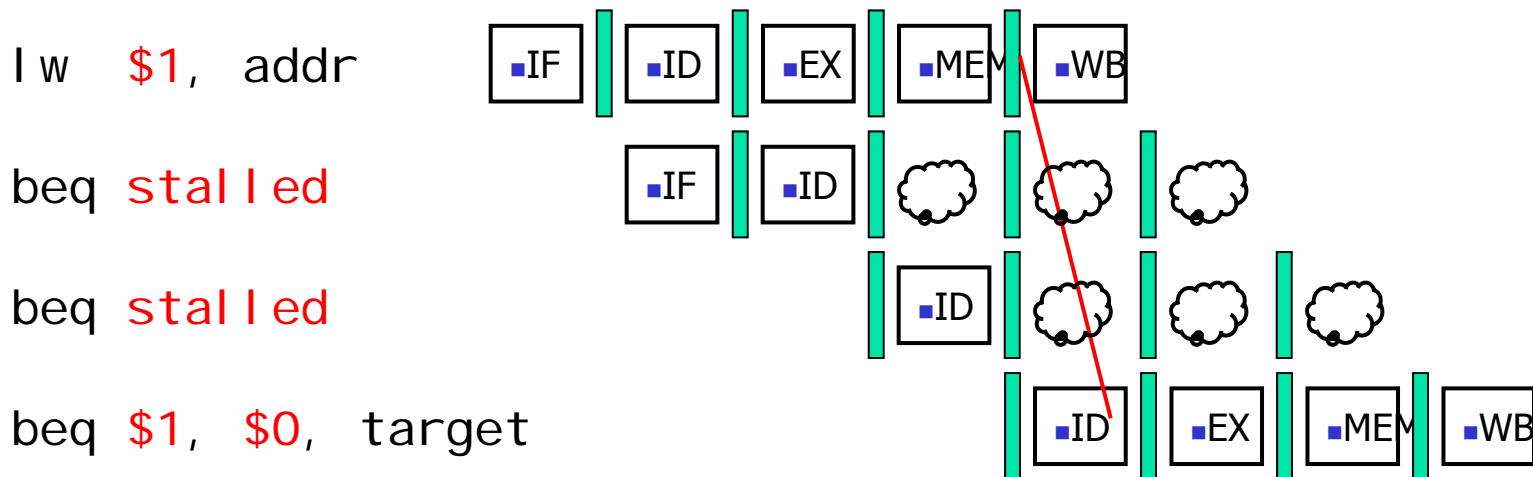 lw $1, addr ▪IF ▪ID ▪EX ▪MEM ▪WB
beq stalled ▪IF ▪ID
beq stalled ▪ID
beq $1, $0, target ▪ID ▪EX ▪MEM ▪WB